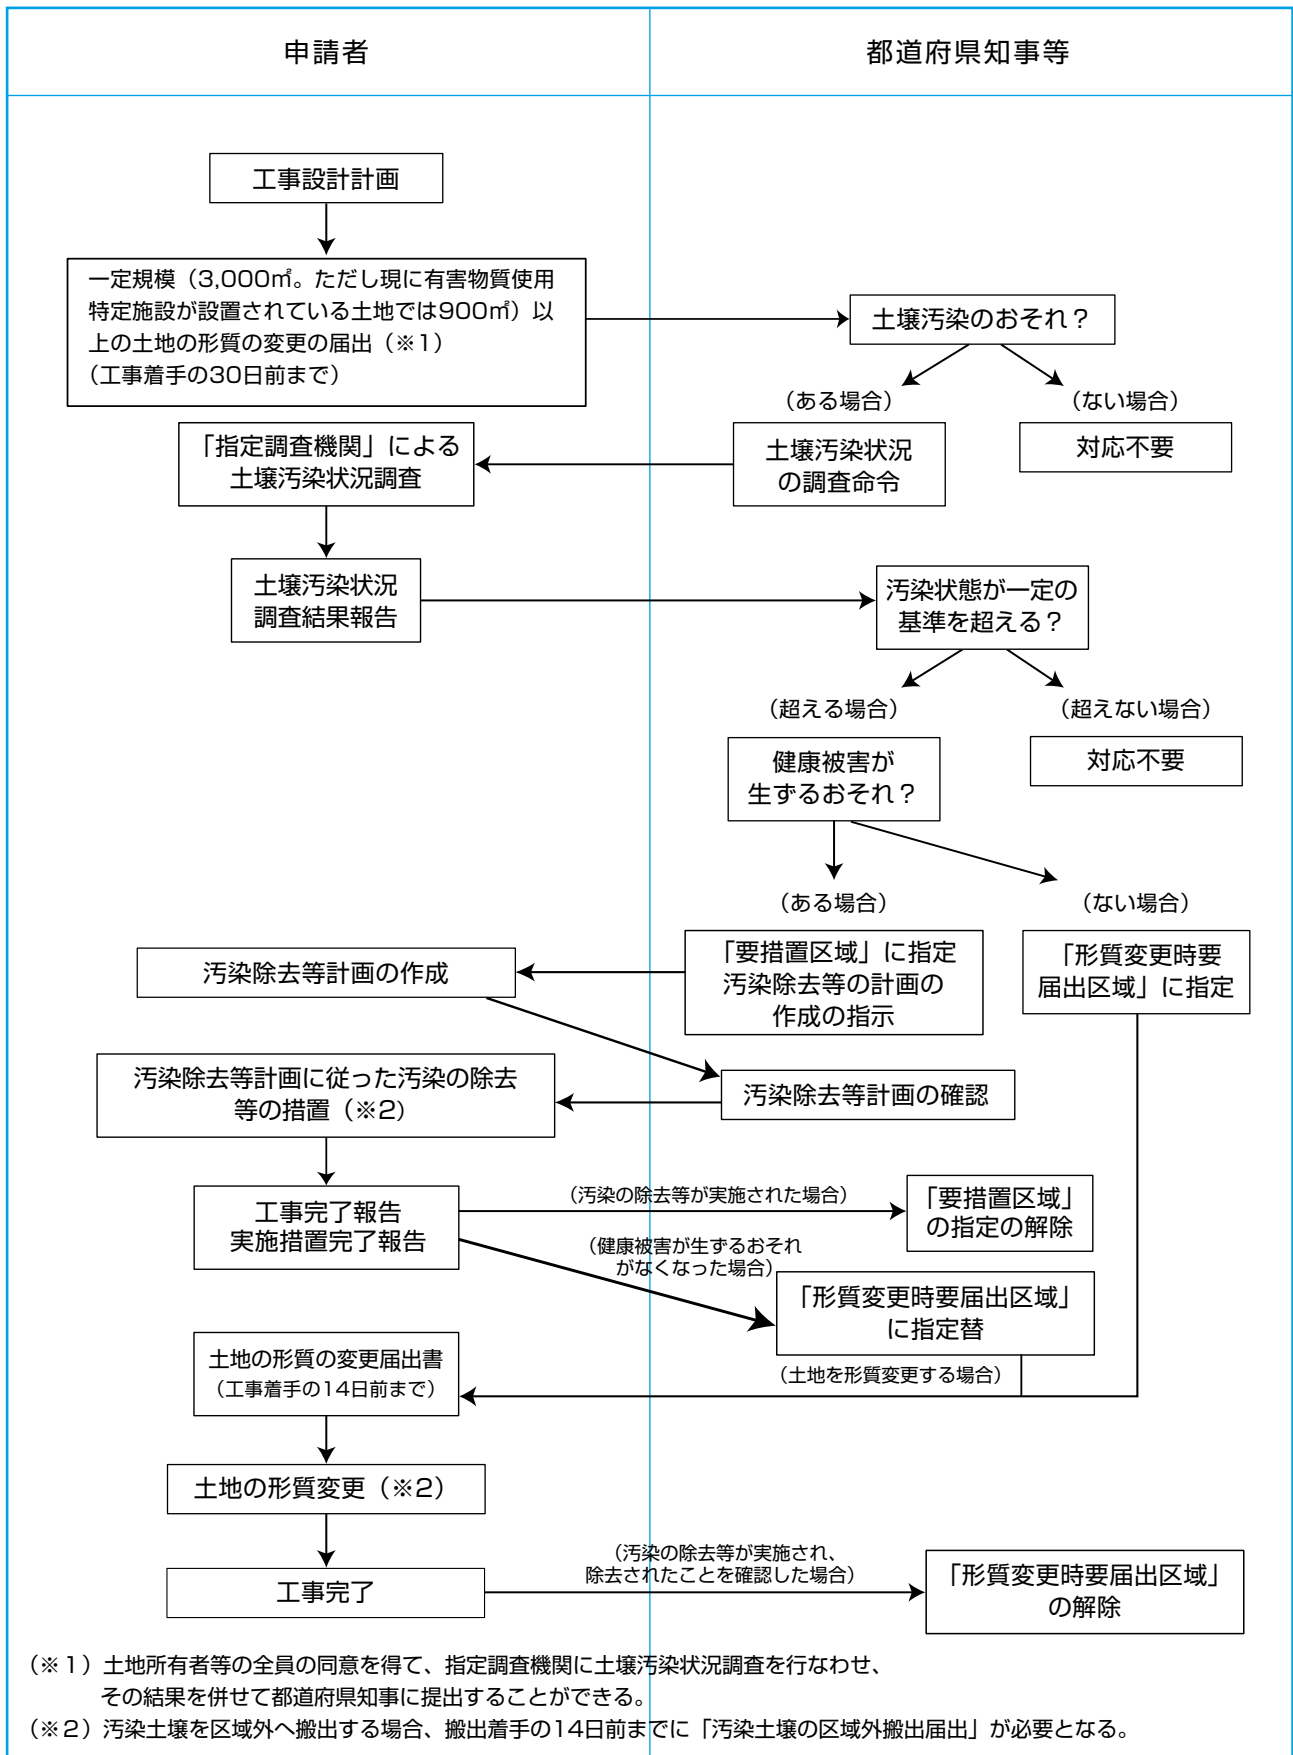 申請者
都道府県知事等
工事設計計画
一定規模（3,000㎡。ただし現に有害物質使用
特定施設が設置されている土地では900㎡）以
上の土地の形質の変更の届出（※1）
（工事着手の30日前まで）
土壌汚染のおそれ？
（ある場合）
（ない場合）
「指定調査機関」による
土壌汚染状況調査
土壌汚染状況
の調査命令
対応不要
土壌汚染状況
調査結果報告
汚染状態が一定の
基準を超える？
（超える場合）
（超えない場合）
健康被害が
生ずるおそれ？
対応不要
（ある場合）
（ない場合）
汚染除去等計画の作成
「要措置区域」に指定
汚染除去等の計画の
作成の指示
「形質変更時要
届出区域」に指定
汚染除去等計画に従った汚染の除去
等の措置（※2）
汚染除去等計画の確認
工事完了報告
実施措置完了報告
（汚染の除去等が実施された場合）
「要措置区域」
の指定の解除
（健康被害が生ずるおそれ
がなくなった場合）
「形質変更時要届出区域」
に指定替
土地の形質の変更届出書
（工事着手の14日前まで）
（土地を形質変更する場合）
土地の形質変更（※2）
工事完了
（汚染の除去等が実施され、
除去されたことを確認した場合）
「形質変更時要届出区域」
の解除
（※１）土地所有者等の全員の同意を得て、指定調査機関に土壌汚染状況調査を行なわせ、
その結果を併せて都道府県知事に提出することができる。
（※２）汚染土壌を区域外へ搬出する場合、搬出着手の14日前までに「汚染土壌の区域外搬出届出」が必要となる。